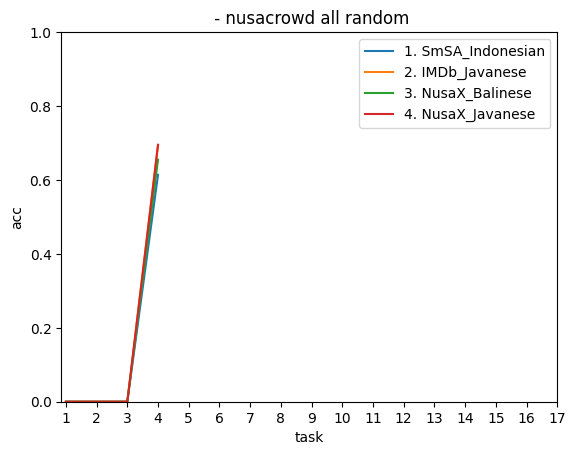 - nusacrowd all random
1. SmSA_Indonesian
2. IMDb_Javanese
3. NusaX_Balinese
4. NusaX_Javanese
1.0
0.8
0.6
0.4
0.2
0.0
acc
1 2 3 4 5 6 7 8 9 10 11 12 13 14 15 16 17
task